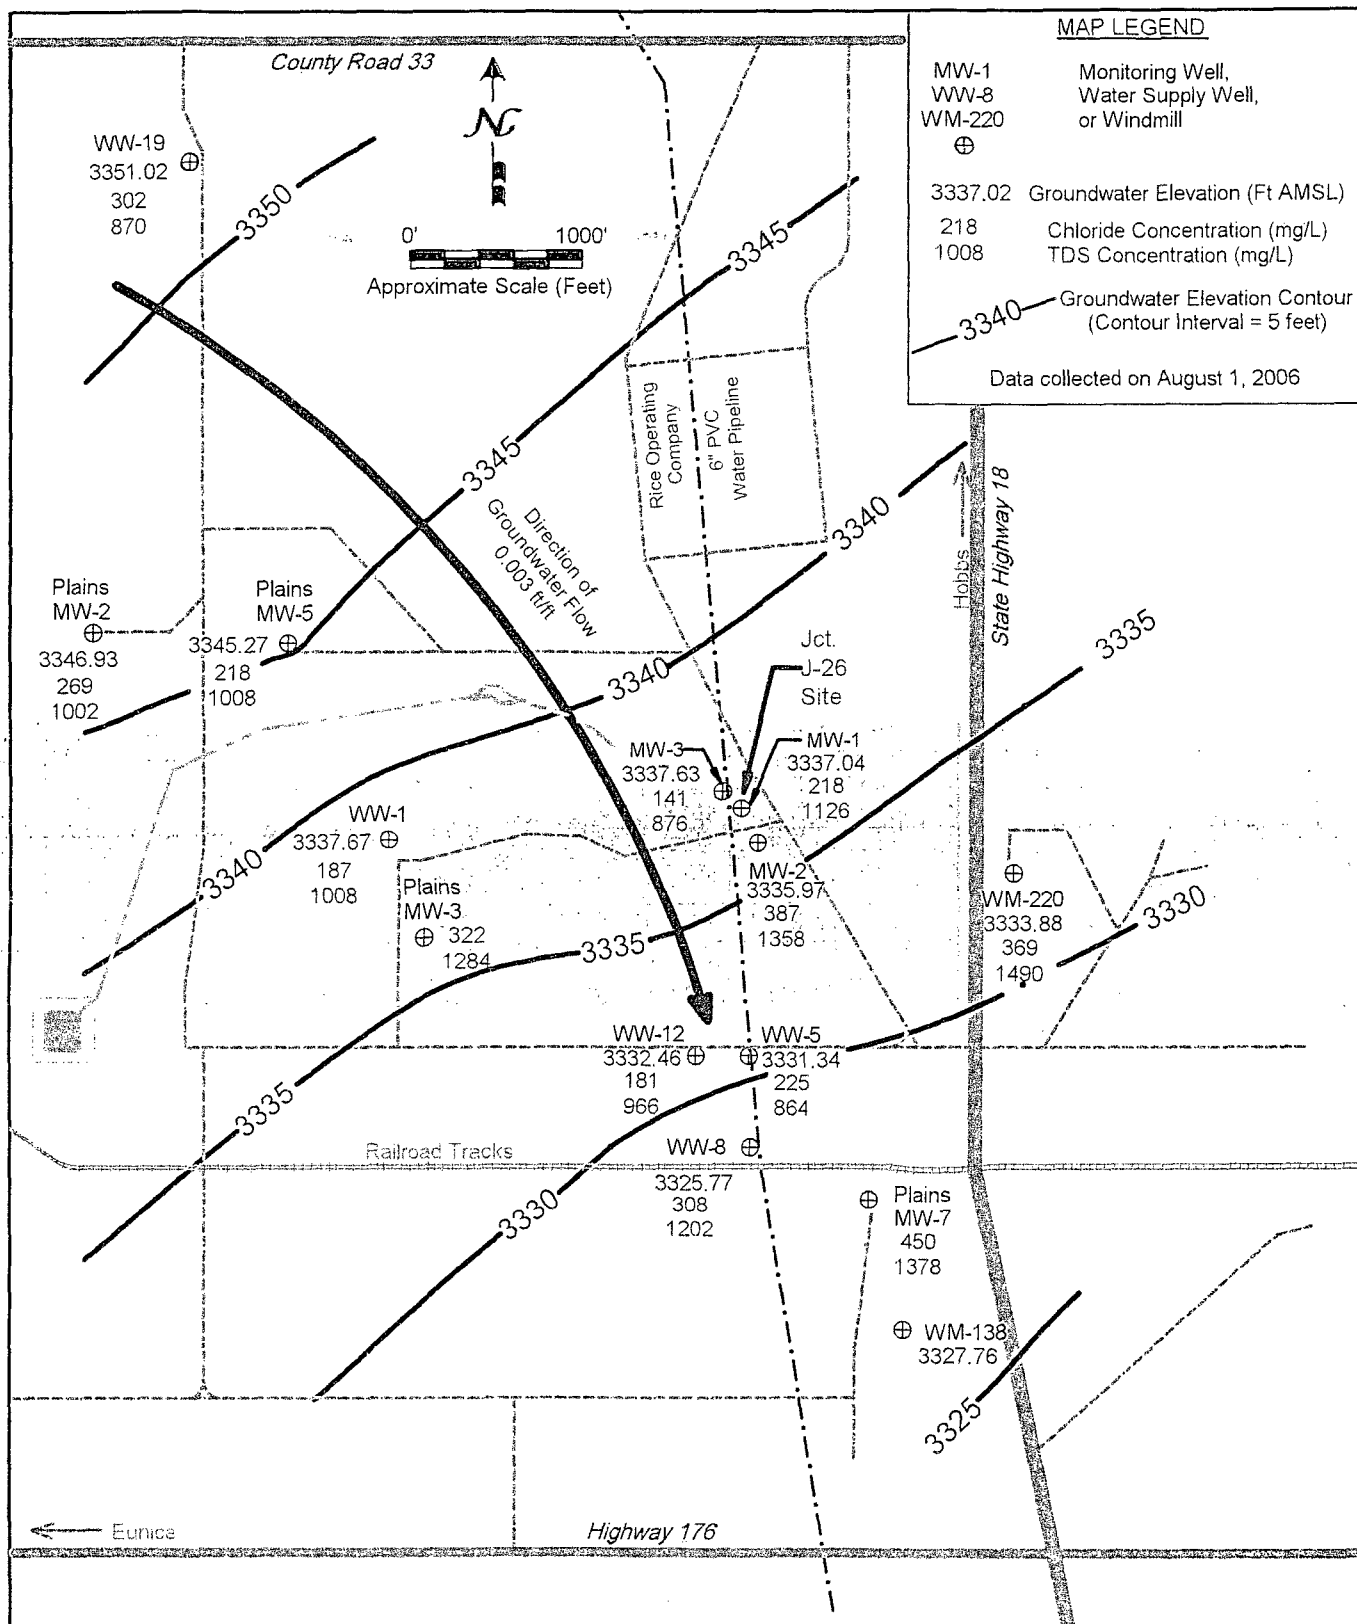 MAP LEGEND
MW-1
WW-8
WM-220
Monitoring Well,
Water Supply Well,
or Windmill
3337.02 Groundwater Elevation (Ft AMSL)
218 Chloride Concentration (mg/L)
1008 TDS Concentration (mg/L)
3340
Groundwater Elevation Contour
(Contour Interval = 5 feet)
Data collected on August 1, 2006
County Road 33
N
0' 1000'
Approximate Scale (Feet)
WW-19
3351.02
302
870
3350
3345
3345
Rice Operating
Company
6" PVC
Water Pipeline
3340
Hobbs
State Highway 18
Direction of
Groundwater Flow
0.003 ft/ft
Plains
MW-2
3346.93
269
1002
Plains
MW-5
3345.27
218
1008
3340
Jct.
J-26
Site
3335
MW-3
3337.63
141
876
MW-1
3337.04
218
1126
WW-1
3337.67
187
1008
3340
Plains
MW-3
322
1284
MW-2
3335.97
387
1358
WM-220
3333.88
369
1490
3330
3335
WW-12
3332.46
181
966
WW-5
3331.34
225
864
3335
Railroad Tracks
WW-8
3325.77
308
1202
3330
Plains
MW-7
450
1378
WM-138
3327.76
3325
Eunice
Highway 176